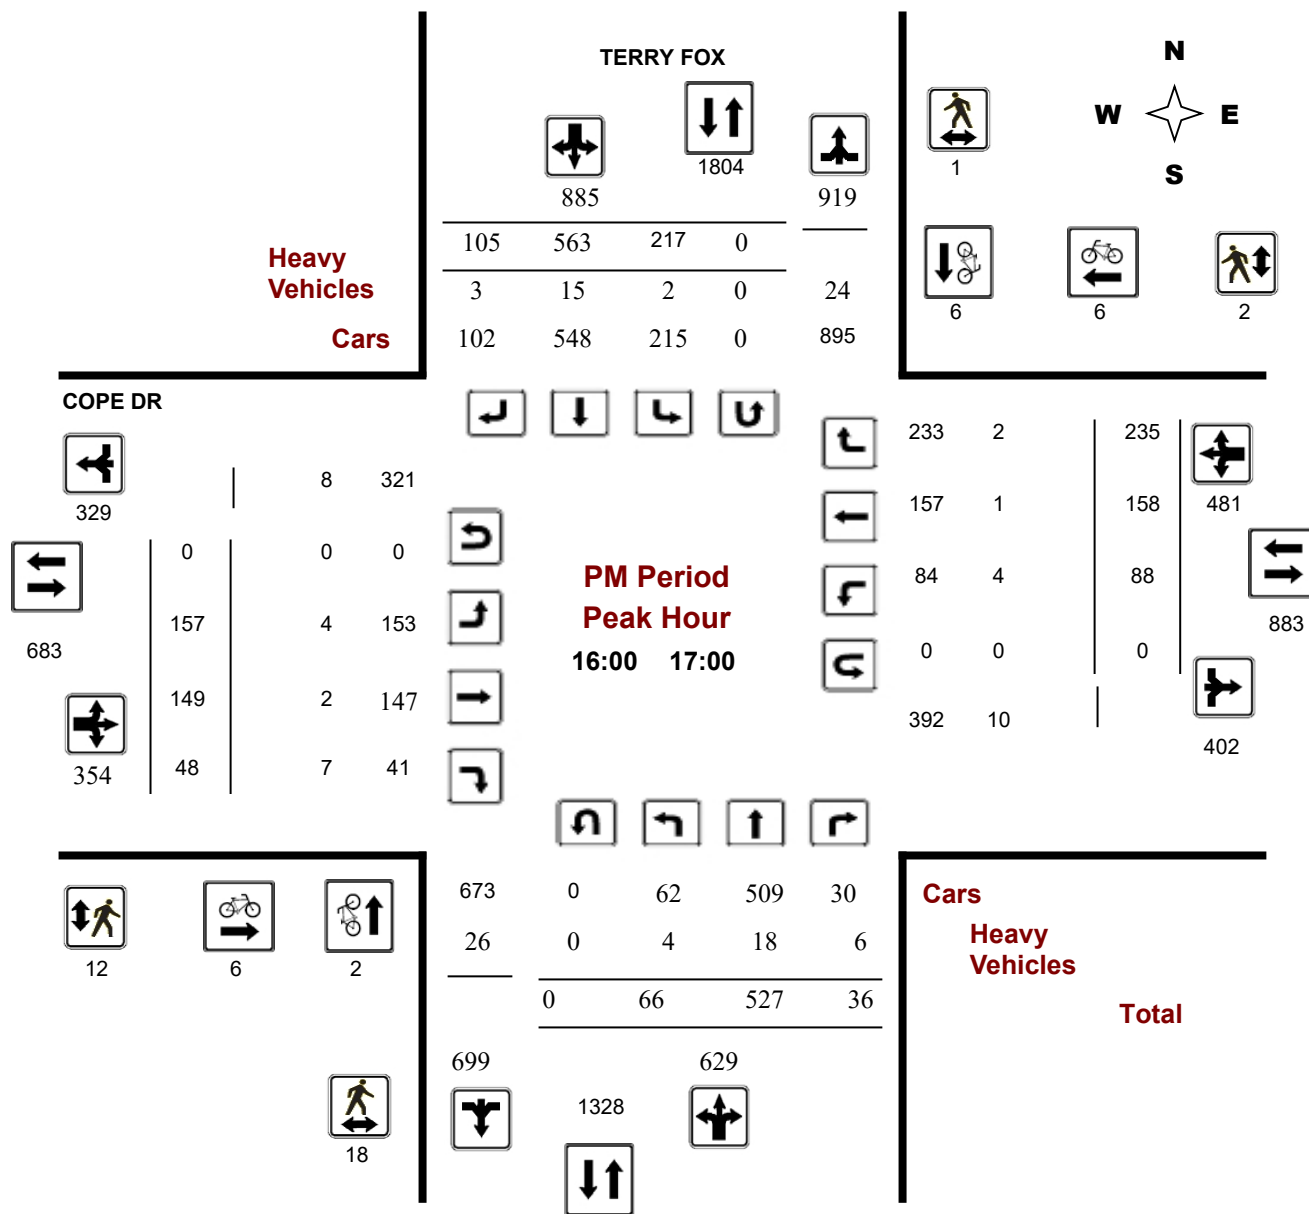 TERRY FOX
N
W E
S
1804
1
885 919
105 563 217 0
Heavy
Vehicles
3 15 2 0 24
Cars
102 548 215 0 895
6 6 2
COPE DR
233 2 235
8 321
329
157 1 158 481
0 0 0
PM Period
Peak Hour
84 4 88
157 4 153
883
683
16:00 17:00
0 0 0
149 2 147
392 10
402
354 48 7 41
673 0 62 509 30
Cars
26 0 4 18 6
Heavy
Vehicles
12 6 2
0 66 527 36
Total
699 629
1328
18